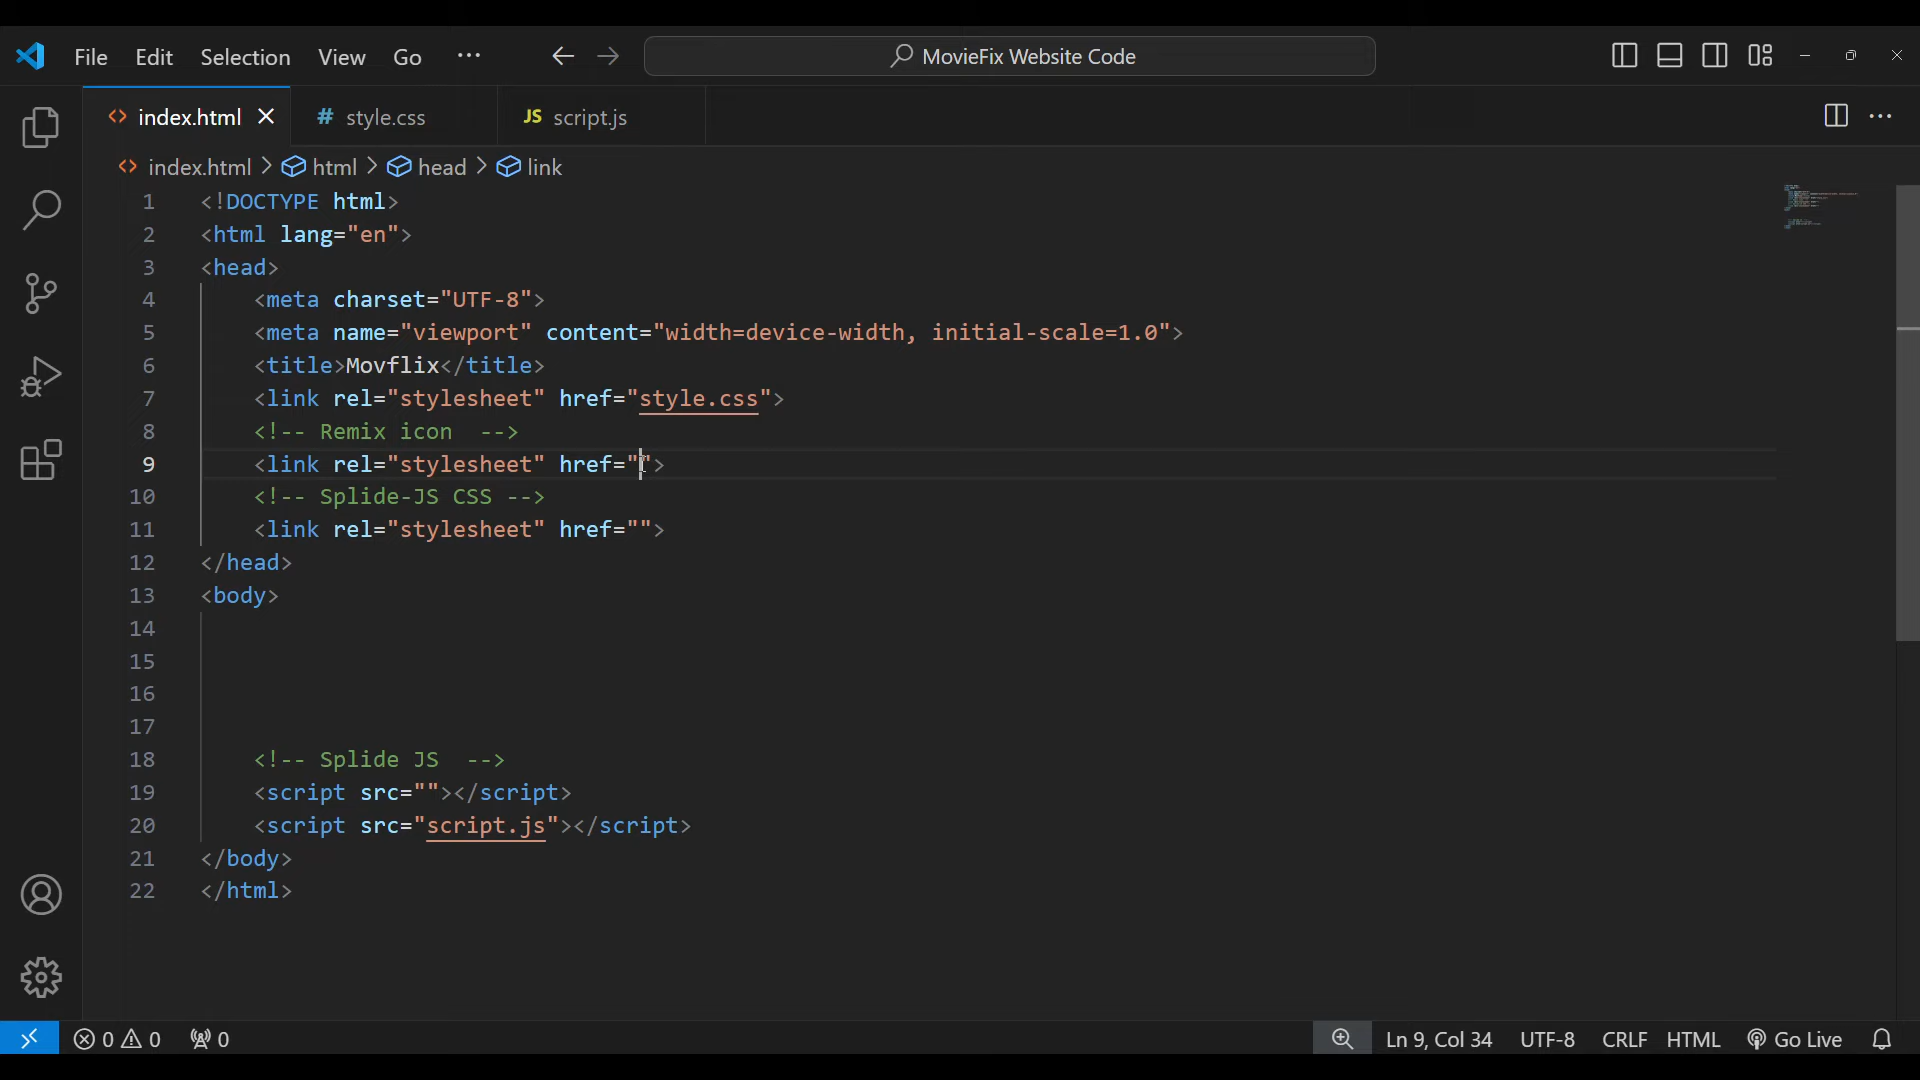 File Edit Selection View Go ··· MovieFix Website Code
index.html # style.css JS script.js
index.html > html > head > link
1 <!DOCTYPE html>
2 <html lang="en">
3 <head>
4 <meta charset="UTF-8">
5 <meta name="viewport" content="width=device-width, initial-scale=1.0">
6 <title>Movflix</title>
7 <link rel="stylesheet" href="style.css">
8 <!-- Remix icon  -->
9 <link rel="stylesheet" href="">
10 <!-- Splide-JS CSS -->
11 <link rel="stylesheet" href="">
12 </head>
13 <body>
14
15
16
17
18 <!-- Splide JS  -->
19 <script src=""></script>
20 <script src="script.js"></script>
21 </body>
22 </html>
0 0 0 Ln 9, Col 34 UTF-8 CRLF HTML Go Live